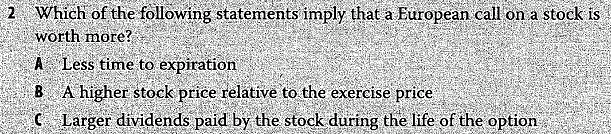 2 Which of the following statements imply that a European call on a stock is
worth more?
A Less time to expiration
B A higher stock price relative to the exercise price
C Larger dividends paid by the stock during the life of the option